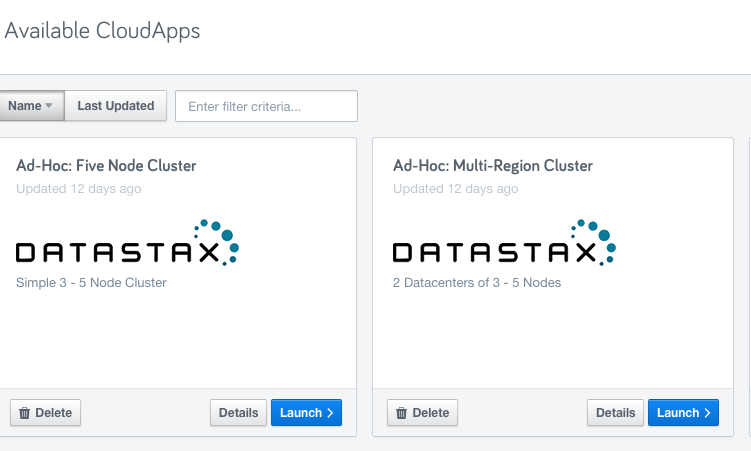 Available CloudApps
Name Last Updated Enter filter criteria...
Ad-Hoc: Five Node Cluster
Updated 12 days ago
DATASTAX
Simple 3 - 5 Node Cluster
Delete Details Launch
Ad-Hoc: Multi-Region Cluster
Updated 12 days ago
DATASTAX
2 Datacenters of 3 - 5 Nodes
Delete Details Launch